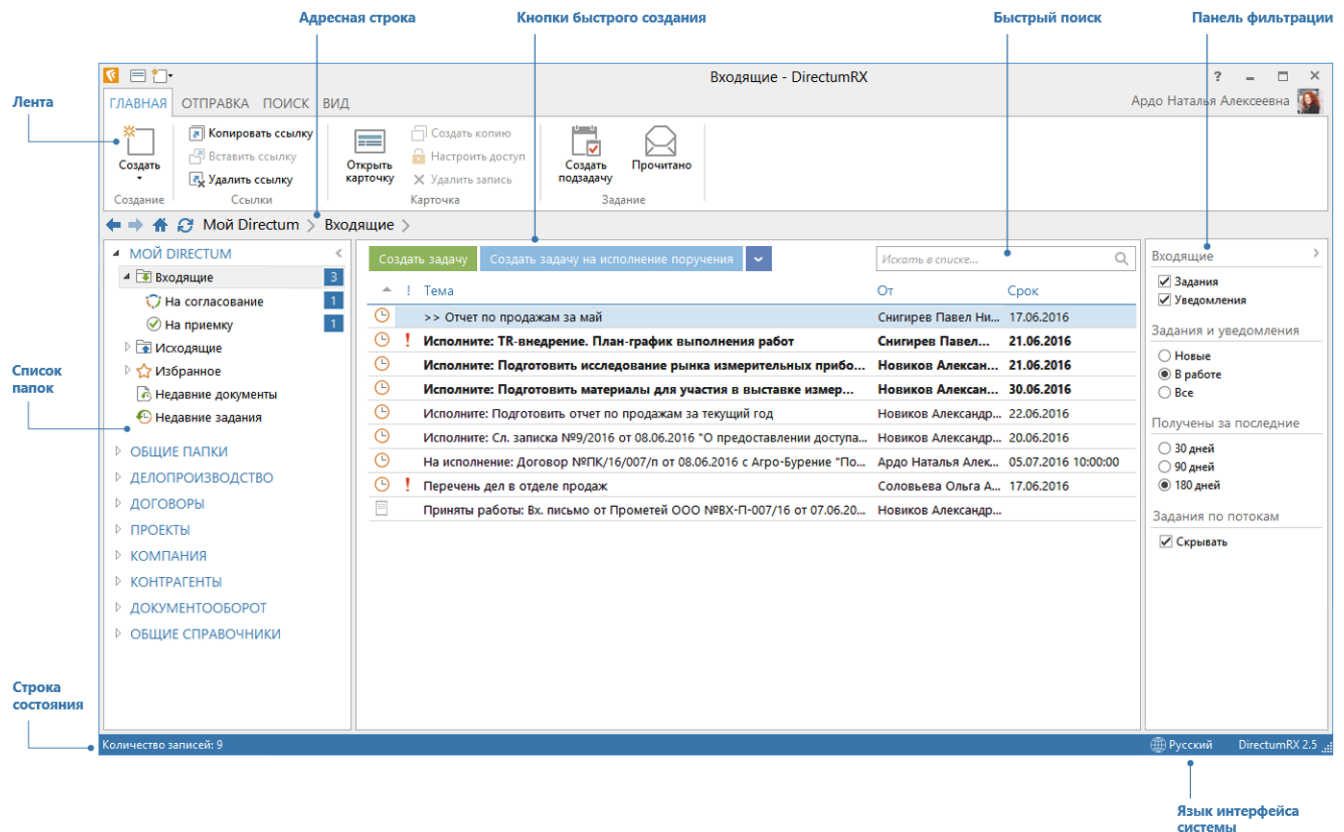 Адресная строка
Кнопки быстрого создания
Быстрый поиск
Панель фильтрации
Входящие - DirectumRX
?
Лента
ГЛАВНАЯ ОТПРАВКА ПОИСК ВИД
Ардо Наталья Алексеевна
Создать
Копировать ссылку
Вставить ссылку
Удалить ссылку
Открыть
карточку
Создать копию
Настроить доступ
Удалить запись
Создать
подзадачу
Прочитано
Создание
Ссылки
Карточка
Задание
Мой Directum > Входящие >
МОЙ DIRECTUM <
Входящие 3
На согласование 1
На приемку 1
Исходящие
Избранное
Недавние документы
Недавние задания
Список
папок
ОБЩИЕ ПАПКИ
ДЕЛОПРОИЗВОДСТВО
ДОГОВОРЫ
ПРОЕКТЫ
КОМПАНИЯ
КОНТРАГЕНТЫ
ДОКУМЕНТООБОРОТ
ОБЩИЕ СПРАВОЧНИКИ
Создать задачу
Создать задачу на исполнение поручения
Искать в списке...
! Тема От Срок
>> Отчет по продажам за май Снигирев Павел Ни... 17.06.2016
! Исполните: TR-внедрение. План-график выполнения работ Снигирев Павел... 21.06.2016
Исполните: Подготовить исследование рынка измерительных прибо... Новиков Алексан... 21.06.2016
Исполните: Подготовить материалы для участия в выставке измер... Новиков Алексан... 30.06.2016
Исполните: Подготовить отчет по продажам за текущий год Новиков Александр... 22.06.2016
Исполните: Сл. записка №9/2016 от 08.06.2016 "О предоставлении доступа... Новиков Александр... 20.06.2016
На исполнение: Договор №ПК/16/007/п от 08.06.2016 с Агро-Бурение "По... Ардо Наталья Алек... 05.07.2016 10:00:00
! Перечень дел в отделе продаж Соловьева Ольга А... 17.06.2016
Приняты работы: Вх. письмо от Прометей ООО №ВХ-П-007/16 от 07.06.20... Новиков Александр...
Входящие >
Задания
Уведомления
Задания и уведомления
Новые
В работе
Все
Получены за последние
30 дней
90 дней
180 дней
Задания по потокам
Скрывать
Строка
состояния
Количество записей: 9
Русский
DirectumRX 2.5
Язык интерфейса
системы